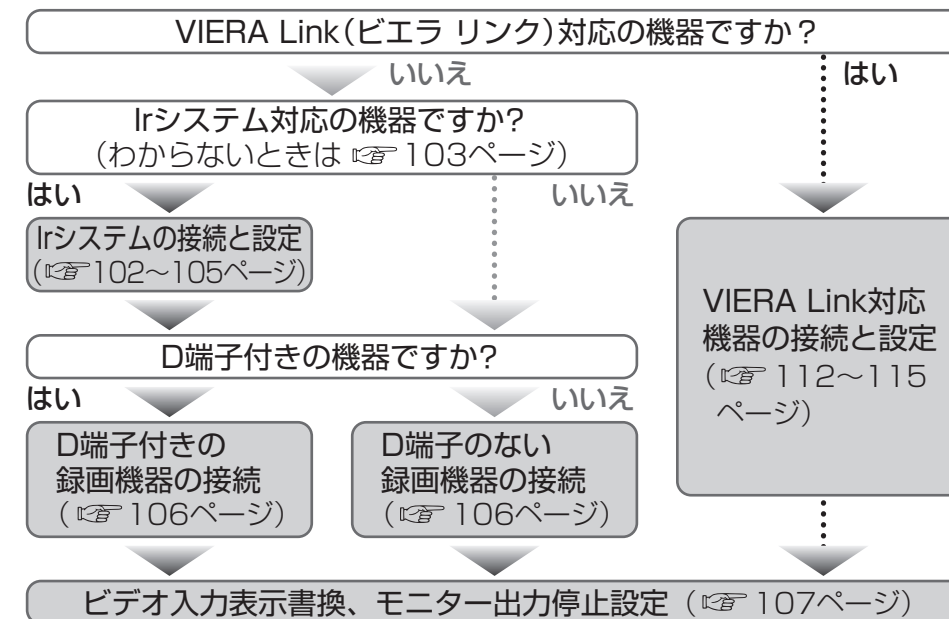 VIERA Link(ビエラ リンク)対応の機器ですか?
いいえ
はい
Irシステム対応の機器ですか?
(わからないときは ☞ 103ページ)
はい
いいえ
Irシステムの接続と設定
(☞102〜105ページ)
VIERA Link対応
機器の接続と設定
(☞ 112〜115
ページ)
D端子付きの機器ですか?
はい
いいえ
D端子付きの
録画機器の接続
(☞ 106ページ)
D端子のない
録画機器の接続
(☞ 106ページ)
ビデオ入力表示書換、モニター出力停止設定(☞ 107ページ)